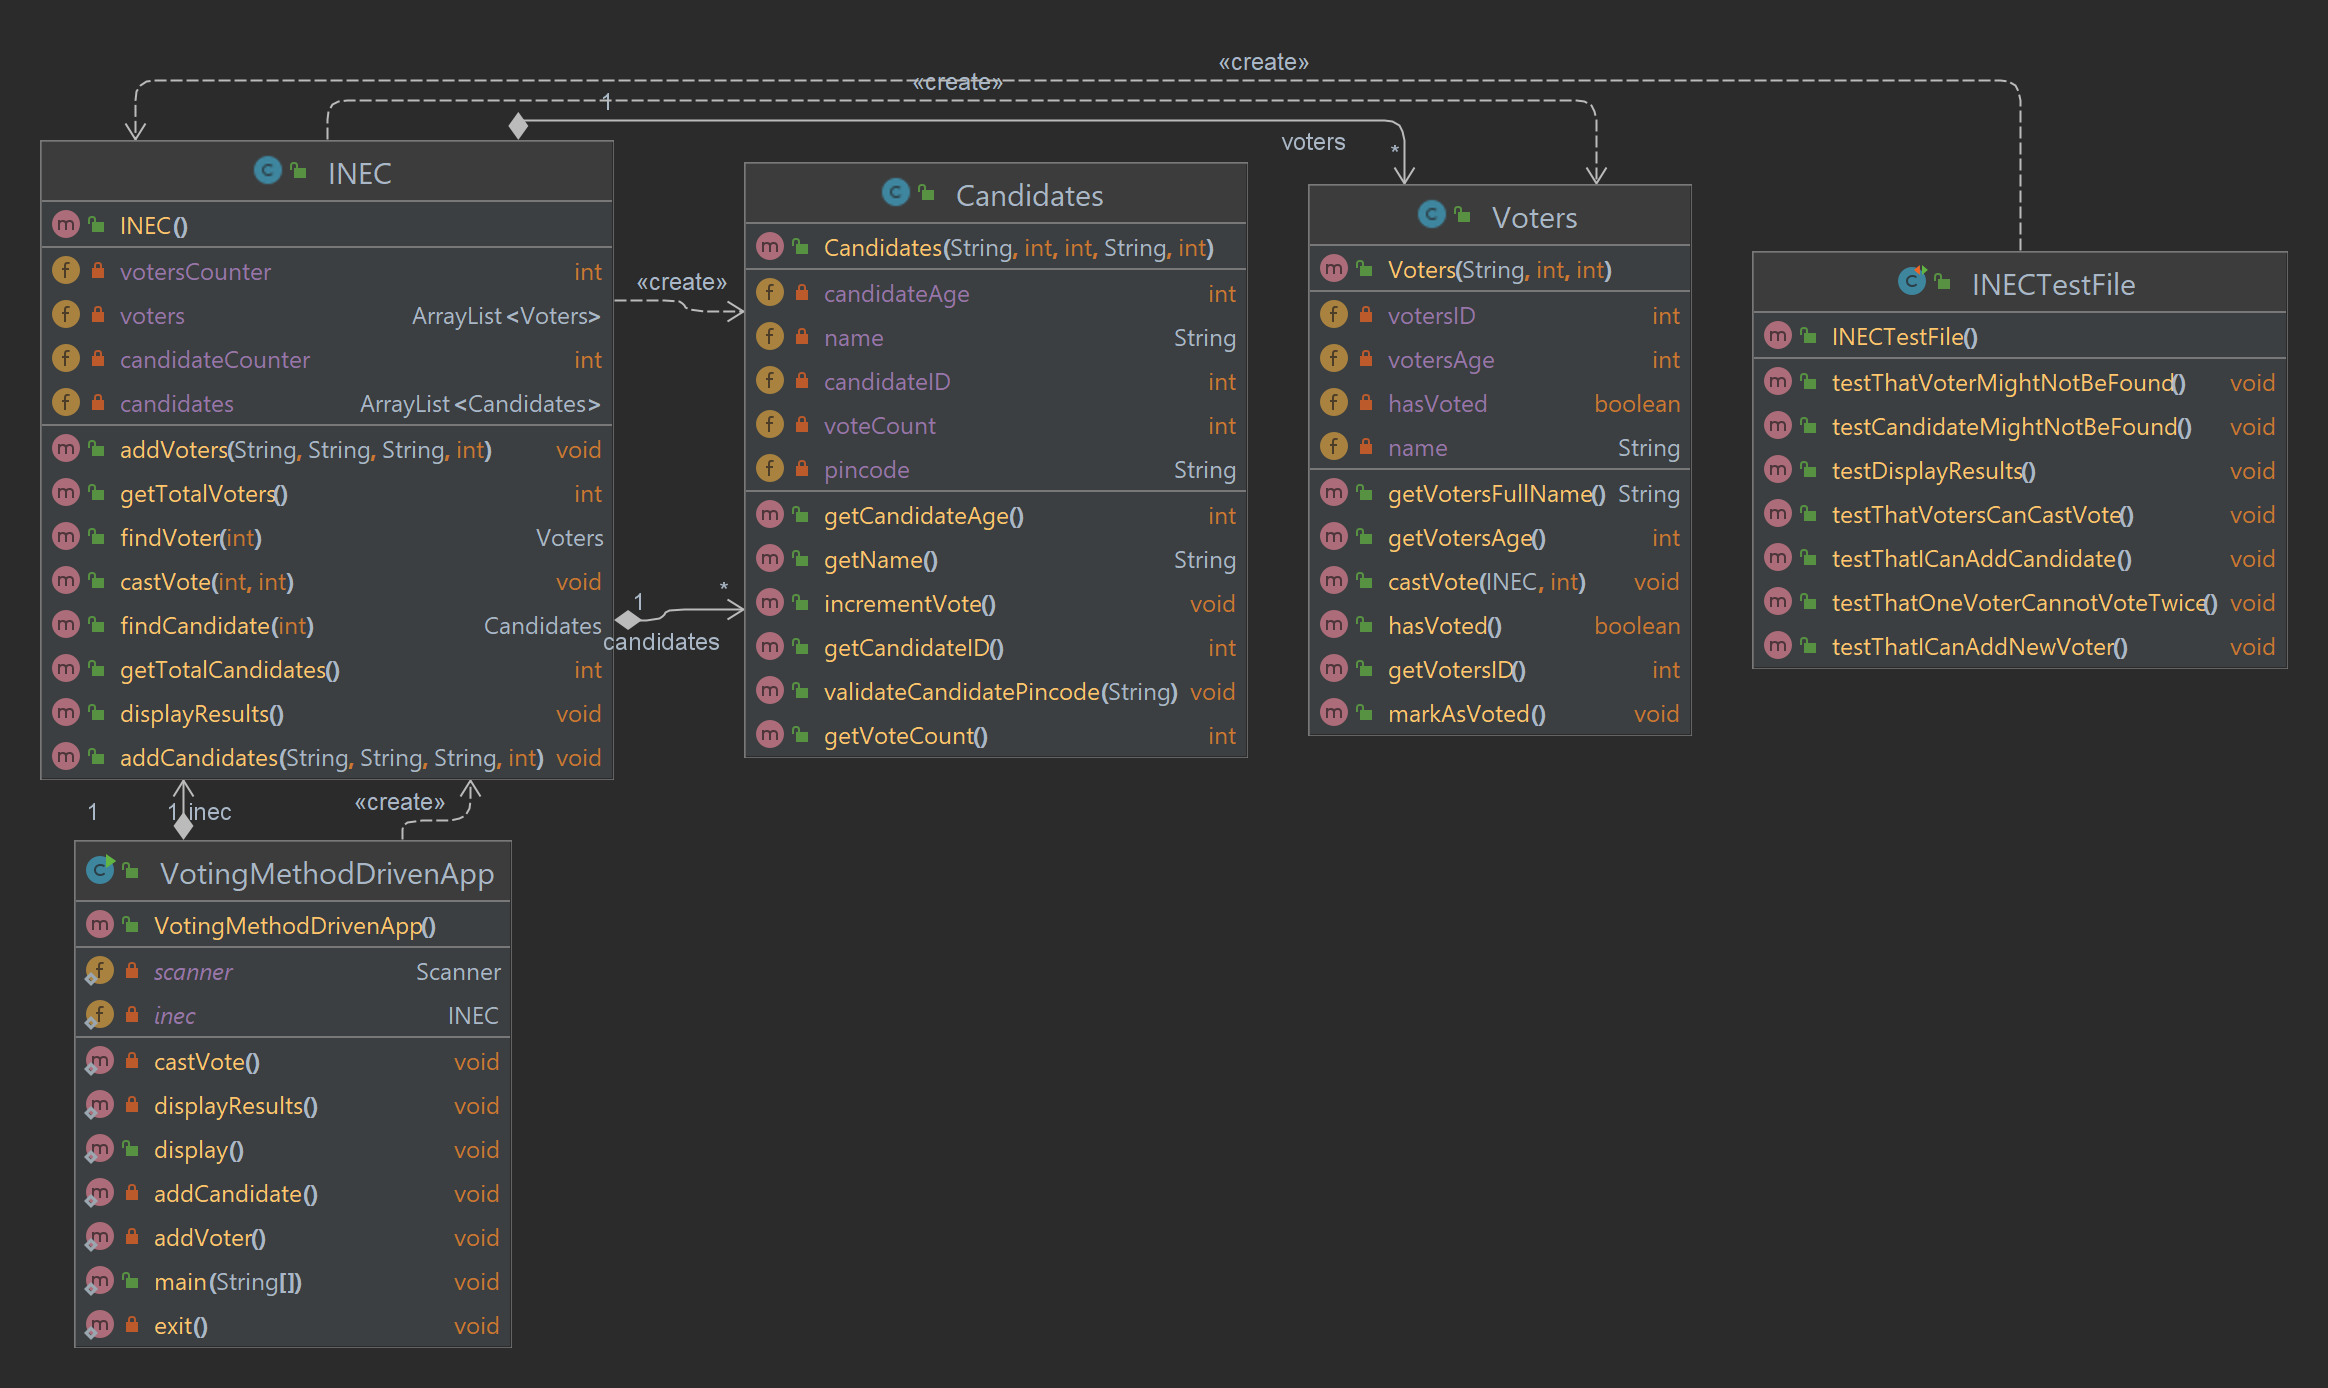 «create»
«create»
1
voters
*
INEC
INEC()
votersCounter int
voters ArrayList<Voters>
candidateCounter int
candidates ArrayList<Candidates>
addVoters(String, String, String, int) void
getTotalVoters() int
findVoter(int) Voters
castVote(int, int) void
findCandidate(int) Candidates
getTotalCandidates() int
displayResults() void
addCandidates(String, String, String, int) void
«create»
1
*
candidates
Candidates
Candidates(String, int, int, String, int)
candidateAge int
name String
candidateID int
voteCount int
pincode String
getCandidateAge() int
getName() String
incrementVote() void
getCandidateID() int
validateCandidatePincode(String) void
getVoteCount() int
Voters
Voters(String, int, int)
votersID int
votersAge int
hasVoted boolean
name String
getVotersFullName() String
getVotersAge() int
castVote(INEC, int) void
hasVoted() boolean
getVotersID() int
markAsVoted() void
INECTestFile
INECTestFile()
testThatVoterMightNotBeFound() void
testCandidateMightNotBeFound() void
testDisplayResults() void
testThatVotersCanCastVote() void
testThatICanAddCandidate() void
testThatOneVoterCannotVoteTwice() void
testThatICanAddNewVoter() void
1
1
inec
«create»
VotingMethodDrivenApp
VotingMethodDrivenApp()
scanner Scanner
inec INEC
castVote() void
displayResults() void
display() void
addCandidate() void
addVoter() void
main(String[]) void
exit() void